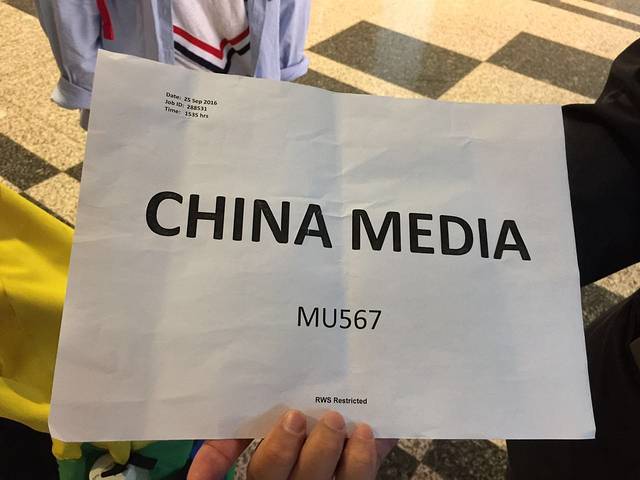 Date: 25 Sep 2016
Job ID: 288531
Time: 1535 hrs
CHINA MEDIA
MU567
RWS Restricted